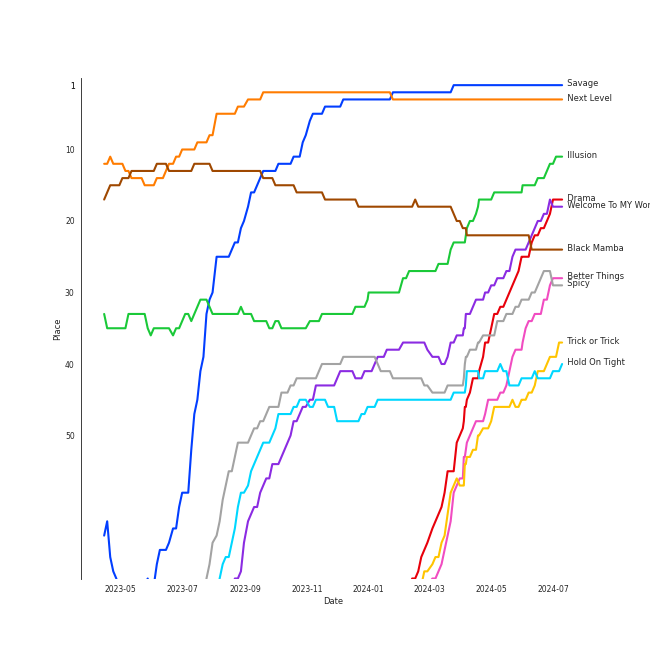 1
10
20
30
40
50
Place
Savage
Next Level
Illusion
Drama
Welcome To MY Wor
Black Mamba
Better Things
Spicy
Trick or Trick
Hold On Tight
2023-05
2023-07
2023-09
2023-11
2024-01
2024-03
2024-05
2024-07
Date